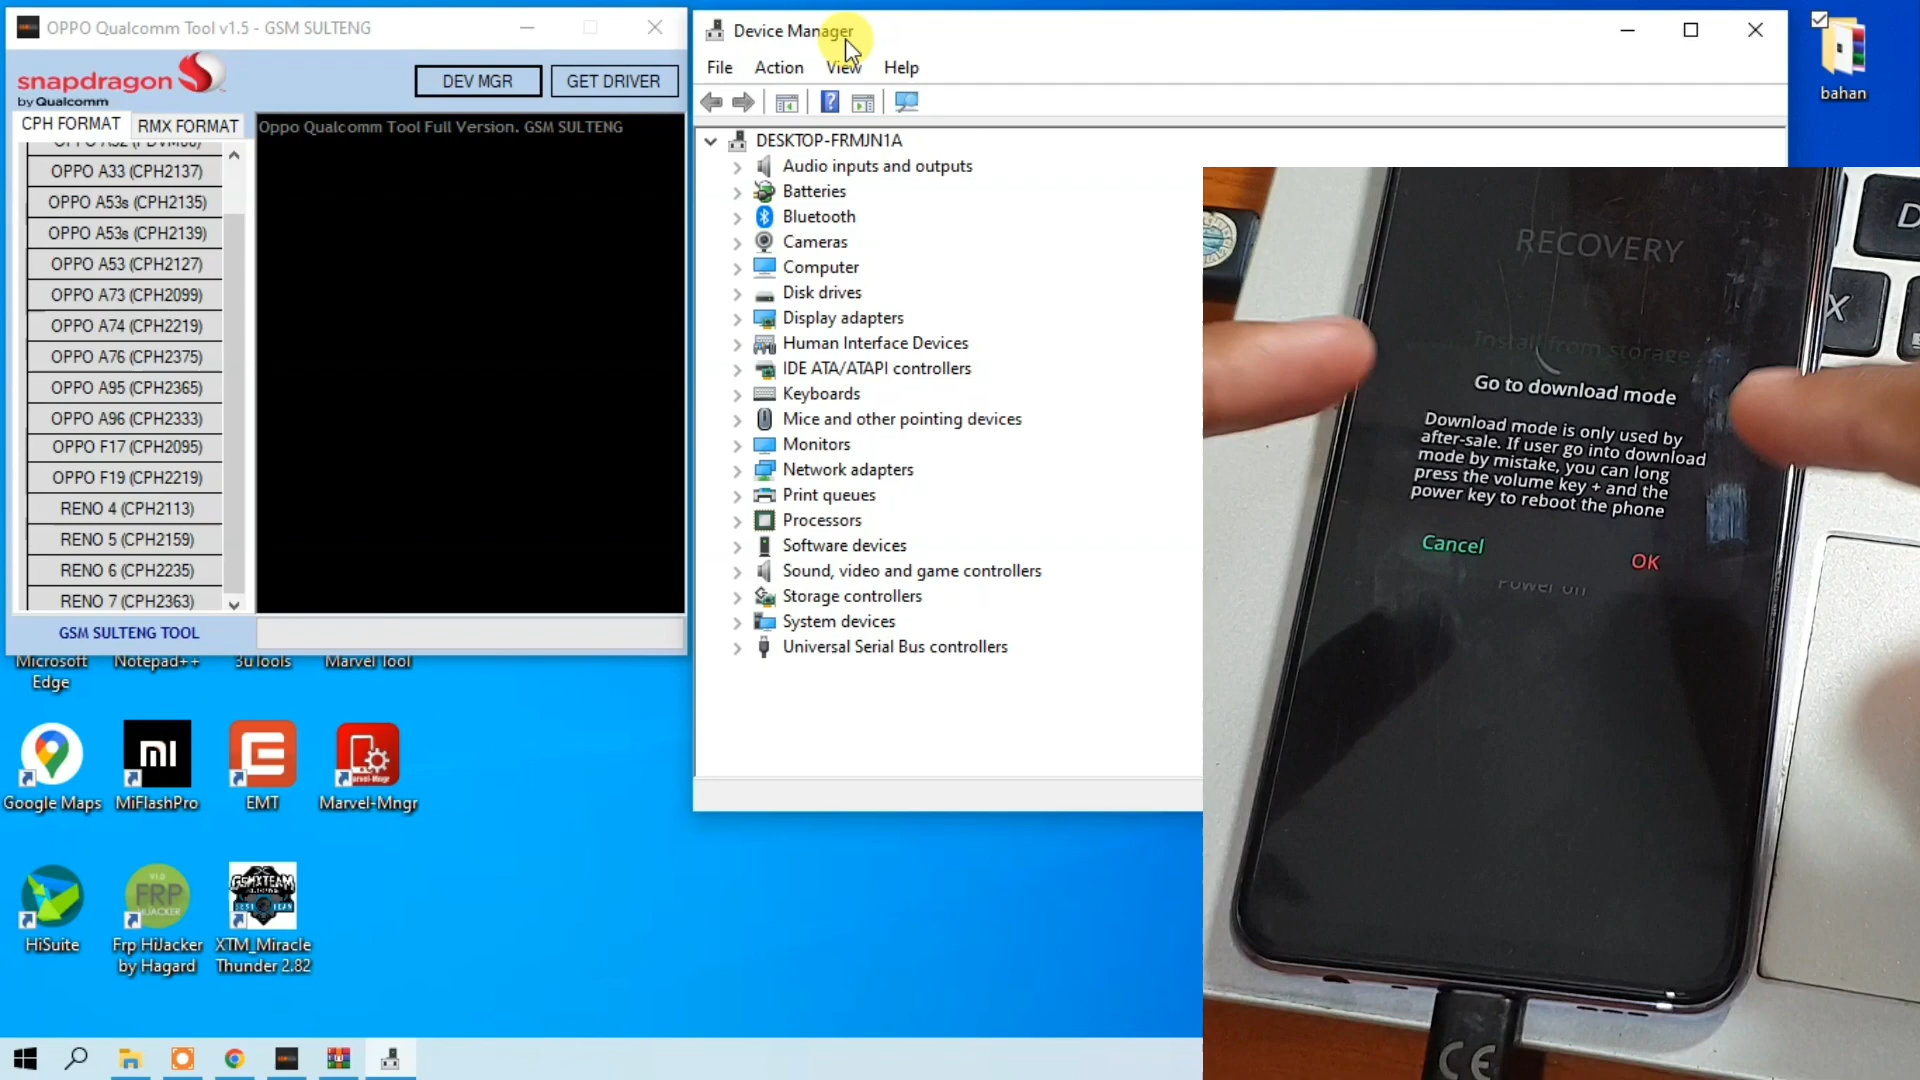 OPPO Qualcomm Tool v1.5 - GSM SULTENG
snapdragon
by Qualcomm
DEV MGR
GET DRIVER
CPH FORMAT
RMX FORMAT
OPPO A33 (CPH2137)
OPPO A53s (CPH2135)
OPPO A53s (CPH2139)
OPPO A53 (CPH2127)
OPPO A73 (CPH2099)
OPPO A74 (CPH2219)
OPPO A76 (CPH2375)
OPPO A95 (CPH2365)
OPPO A96 (CPH2333)
OPPO F17 (CPH2095)
OPPO F19 (CPH2219)
RENO 4 (CPH2113)
RENO 5 (CPH2159)
RENO 6 (CPH2235)
RENO 7 (CPH2363)
GSM SULTENG TOOL
Oppo Qualcomm Tool Full Version. GSM SULTENG
Device Manager
File Action View Help
DESKTOP-FRMJN1A
Audio inputs and outputs
Batteries
Bluetooth
Cameras
Computer
Disk drives
Display adapters
Human Interface Devices
IDE ATA/ATAPI controllers
Keyboards
Mice and other pointing devices
Monitors
Network adapters
Print queues
Processors
Software devices
Sound, video and game controllers
Storage controllers
System devices
Universal Serial Bus controllers
bahan
RECOVERY
Install from storage
Go to download mode
Download mode is only used by
after-sale. If user go into download
mode by mistake, you can long
press the volume key + and the
power key to reboot the phone
Cancel
OK
Power off
D
X
CE
Microsoft
Edge
Notepad++
3uTools
Marvel Tool
Google Maps
MiFlashPro
EMT
Marvel-Mngr
HiSuite
FRP
HIJACKER
Frp HiJacker
by Hagard
GSMXTEAM
XTM_Miracle
Thunder 2.82